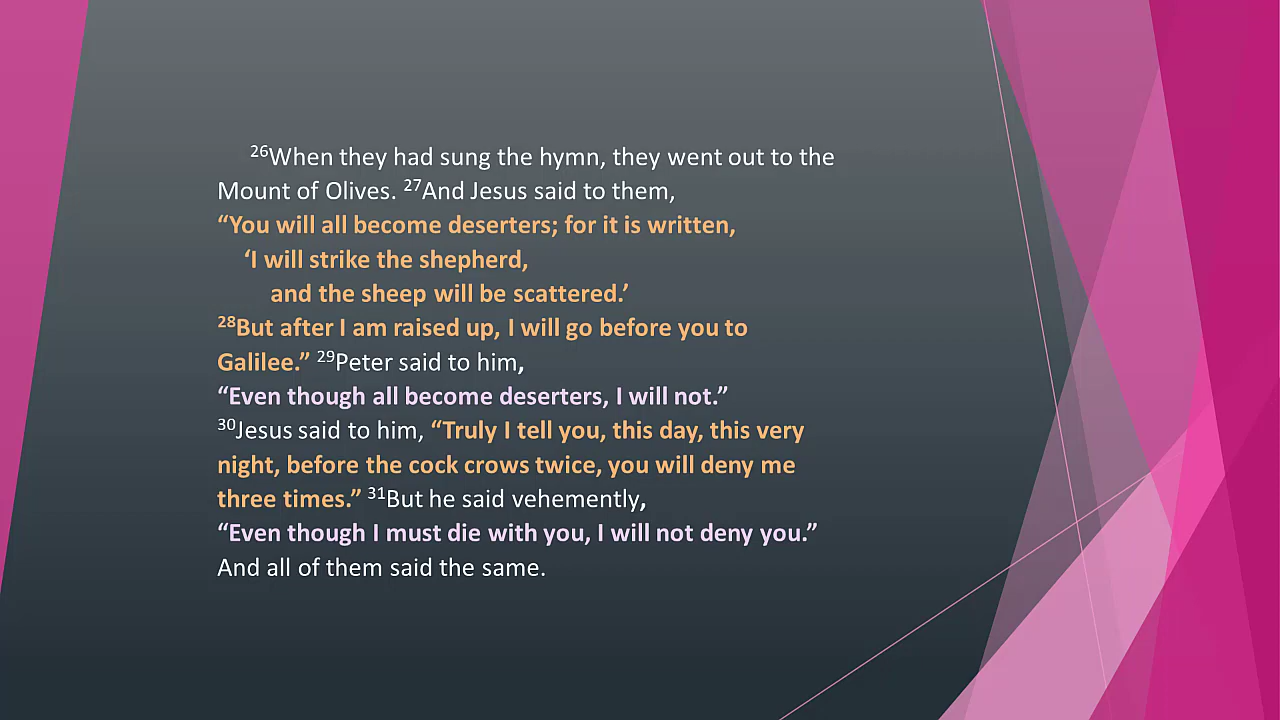 ²⁶When they had sung the hymn, they went out to the
Mount of Olives. ²⁷And Jesus said to them,
“You will all become deserters; for it is written,
‘I will strike the shepherd,
and the sheep will be scattered.’
²⁸But after I am raised up, I will go before you to
Galilee.” ²⁹Peter said to him,
“Even though all become deserters, I will not.”
³⁰Jesus said to him, “Truly I tell you, this day, this very
night, before the cock crows twice, you will deny me
three times.” ³¹But he said vehemently,
“Even though I must die with you, I will not deny you.”
And all of them said the same.